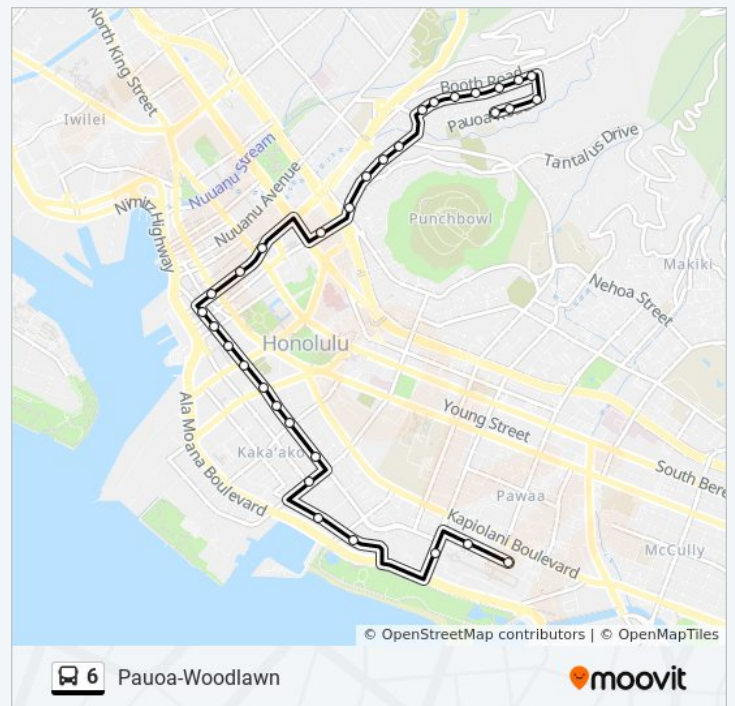 North King Street
Iwilei
Booth Road
Pauoa
Nuuanu Stream
Tantalus Drive
Nuuanu Avenue
Nimitz Highway
Punchbowl
Makiki
Nehoa Street
Honolulu
Ala Moana Boulevard
Young Street
Kaka'ako
South Bere
Pawaa
Kapiolani Boulevard
McCully
© OpenStreetMap contributors | © OpenMapTiles
6 Pauoa-Woodlawn
moovit